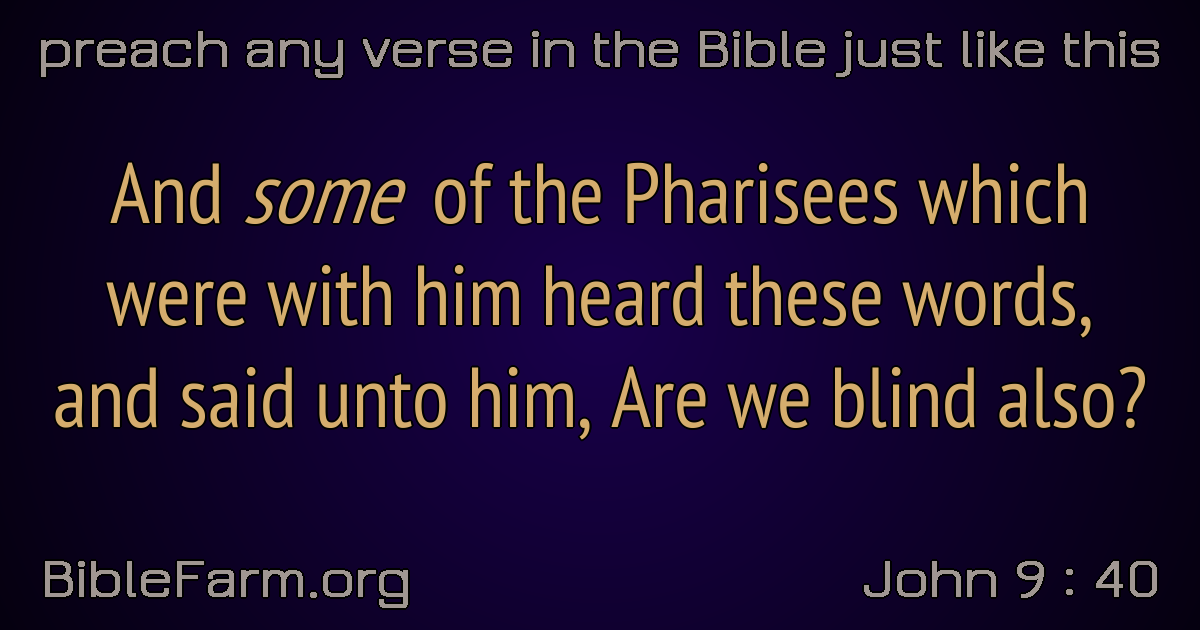 preach any verse in the Bible just like this
And some of the Pharisees which
were with him heard these words,
and said unto him, Are we blind also?
BibleFarm.org
John 9 : 40